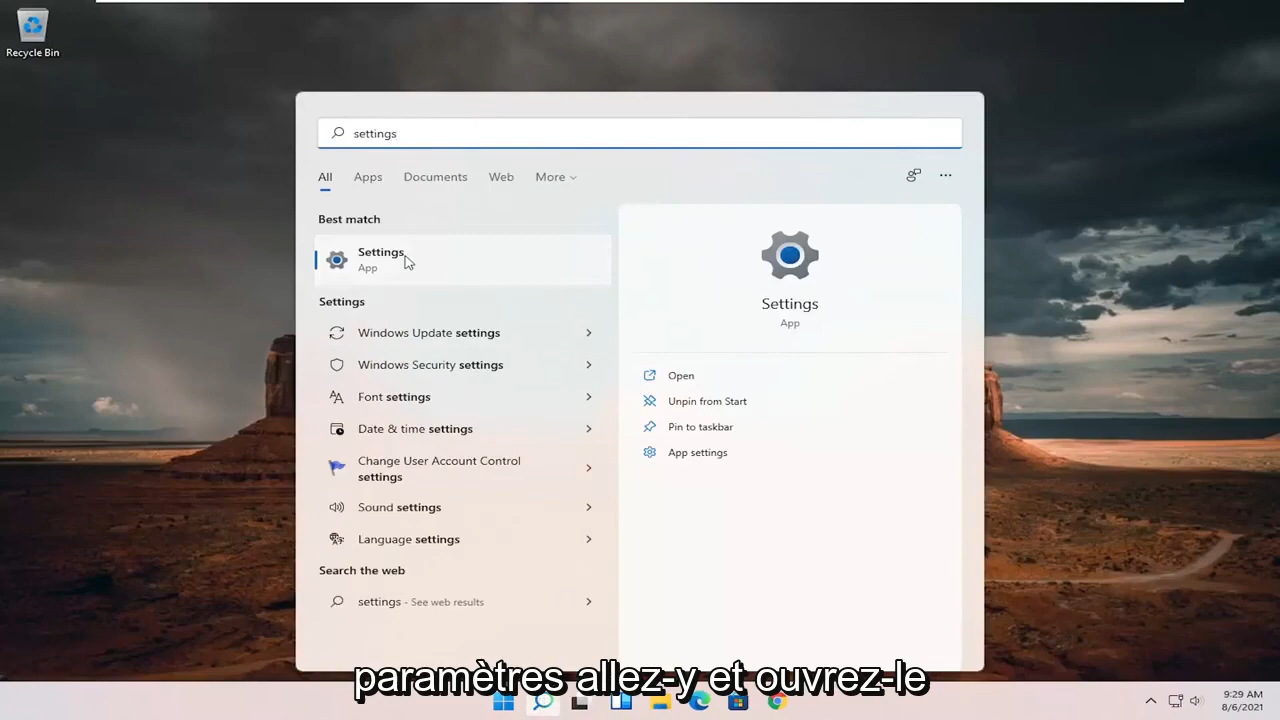 Recycle Bin
settings
All Apps Documents Web More
Best match
Settings
App
Settings
Windows Update settings
Windows Security settings
Font settings
Date & time settings
Change User Account Control
settings
Sound settings
Language settings
Search the web
settings - See web results
Settings
App
Open
Unpin from Start
Pin to taskbar
App settings
paramètres allez-y et ouvrez-le
9:29 AM
8/6/2021